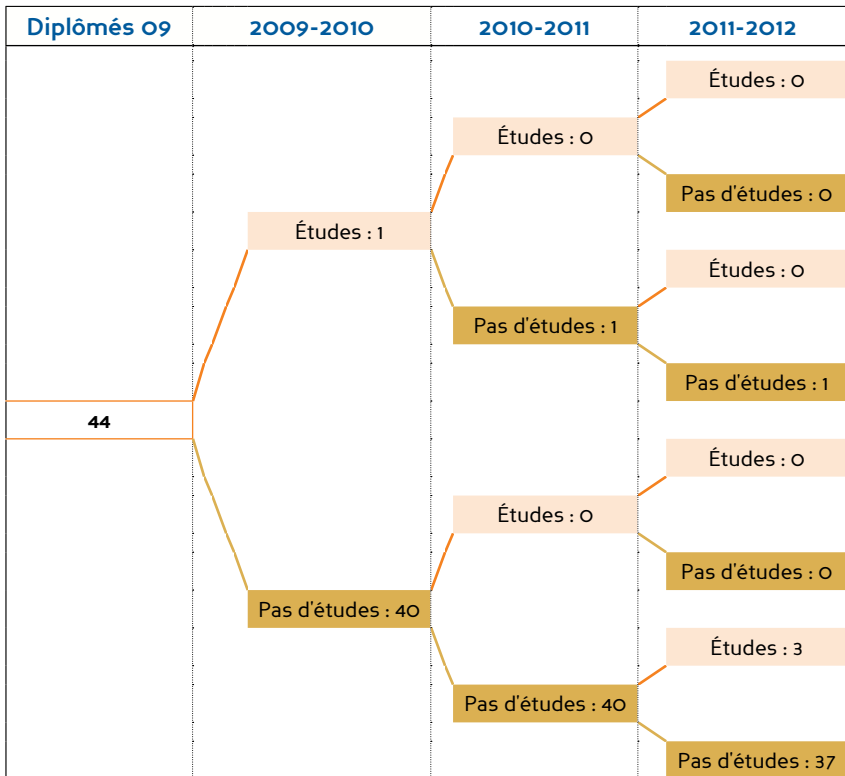 Diplômés 09 2009-2010 2010-2011 2011-2012
Études : 0
Études : 0
Pas d'études : 0
Études : 1
Études : 0
Pas d'études : 1
Pas d'études : 1
44
Études : 0
Études : 0
Pas d'études : 0
Pas d'études : 40
Études : 3
Pas d'études : 40
Pas d'études : 37